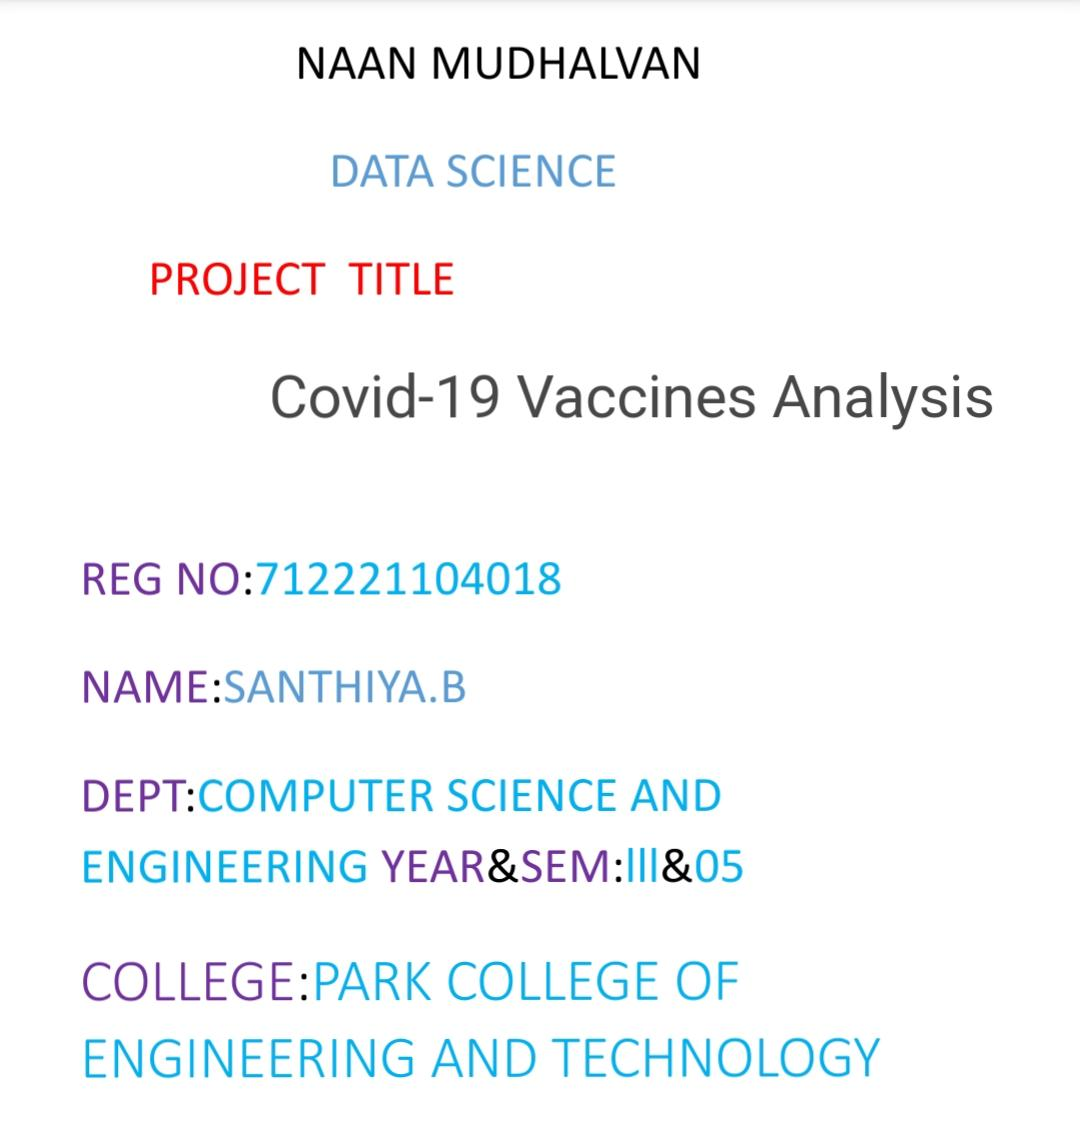 NAAN MUDHALVAN
DATA SCIENCE
PROJECT TITLE
Covid-19 Vaccines Analysis
REG NO:712221104018
NAME:SANTHIYA.B
DEPT:COMPUTER SCIENCE AND
ENGINEERING YEAR&SEM:lll&05
COLLEGE:PARK COLLEGE OF
ENGINEERING AND TECHNOLOGY